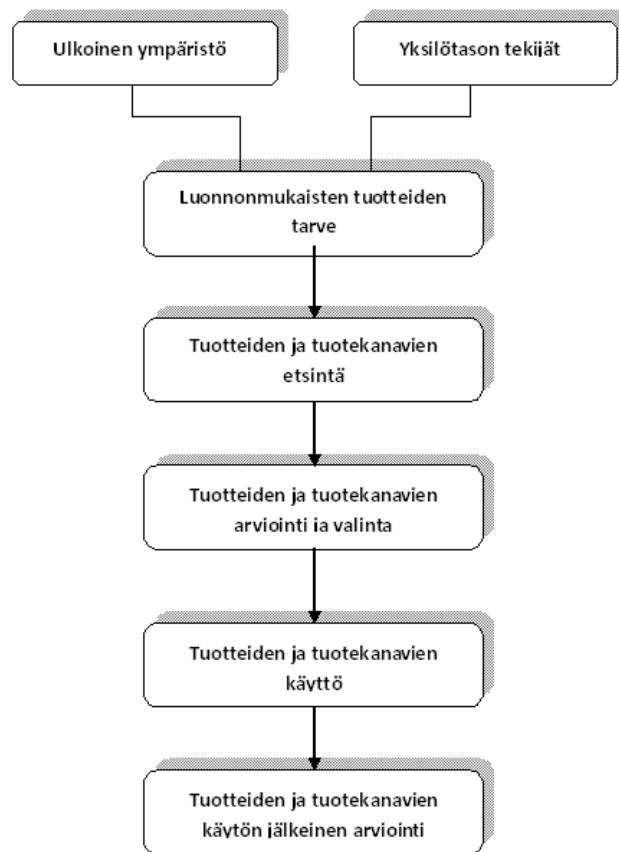 Ulkoinen ympäristö
Yksilötason tekijät
Luonnonmukaisten tuotteiden
tarve
Tuotteiden ja tuotekanavien
etsintä
Tuotteiden ja tuotekanavien
arviointi ja valinta
Tuotteiden ja tuotekanavien
käyttö
Tuotteiden ja tuotekanavien
käytön jälkeinen arviointi